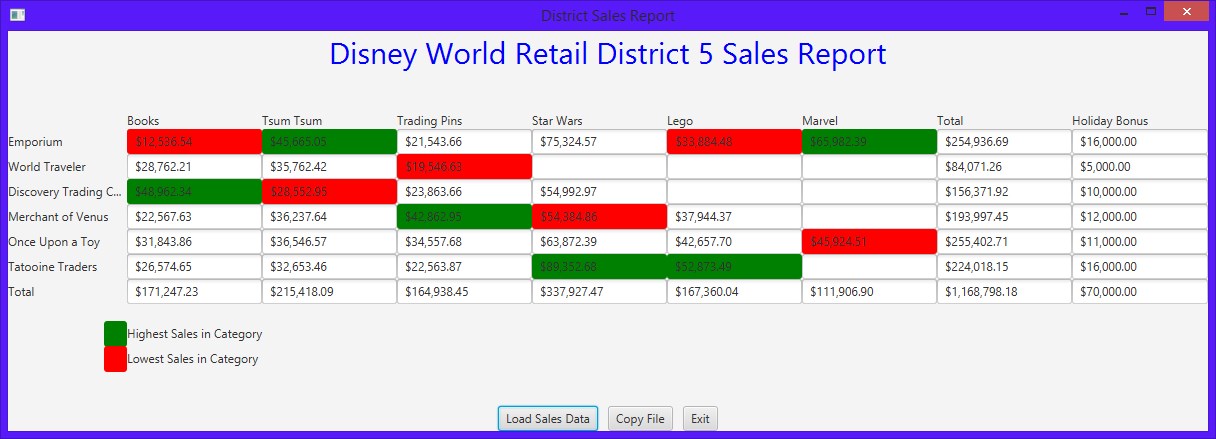 District Sales Report
Disney World Retail District 5 Sales Report
Books Tsum Tsum Trading Pins Star Wars Lego Marvel Total Holiday Bonus
Emporium $12,536.54 $45,665.05 $21,543.66 $75,324.57 $33,884.48 $65,982.39 $254,936.69 $16,000.00
World Traveler $28,762.21 $35,762.42 $19,546.63 $84,071.26 $5,000.00
Discovery Trading C... $48,962.34 $28,552.95 $23,863.66 $54,992.97 $156,371.92 $10,000.00
Merchant of Venus $22,567.63 $36,237.64 $42,862.95 $54,384.86 $37,944.37 $193,997.45 $12,000.00
Once Upon a Toy $31,843.86 $36,546.57 $34,557.68 $63,872.39 $42,657.70 $45,924.51 $255,402.71 $11,000.00
Tatooine Traders $26,574.65 $32,653.46 $22,563.87 $89,352.68 $52,873.49 $224,018.15 $16,000.00
Total $171,247.23 $215,418.09 $164,938.45 $337,927.47 $167,360.04 $111,906.90 $1,168,798.18 $70,000.00
Highest Sales in Category
Lowest Sales in Category
Load Sales Data Copy File Exit